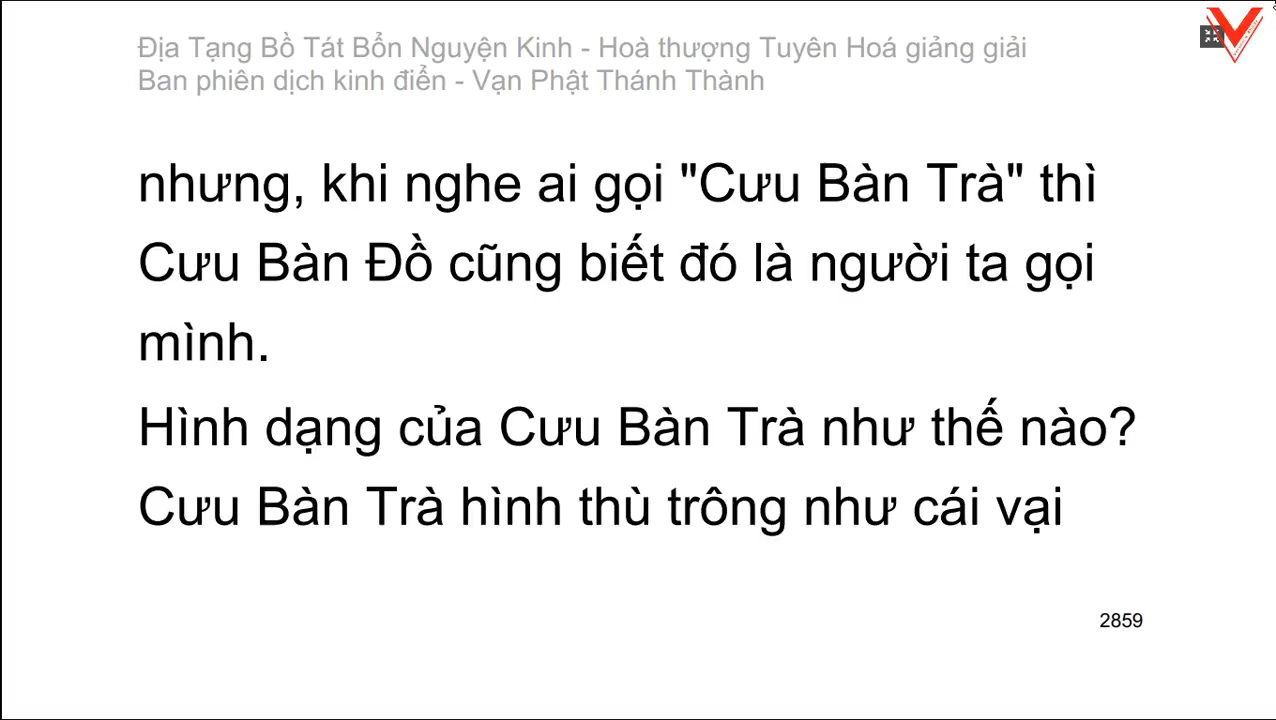 Địa Tạng Bồ Tát Bổn Nguyện Kinh - Hoà thượng Tuyên Hoá giảng giải
Ban phiên dịch kinh điển - Vạn Phật Thánh Thành
nhưng, khi nghe ai gọi "Cưu Bàn Trà" thì
Cưu Bàn Đồ cũng biết đó là người ta gọi
mình.
Hình dạng của Cưu Bàn Trà như thế nào?
Cưu Bàn Trà hình thù trông như cái vại
2859